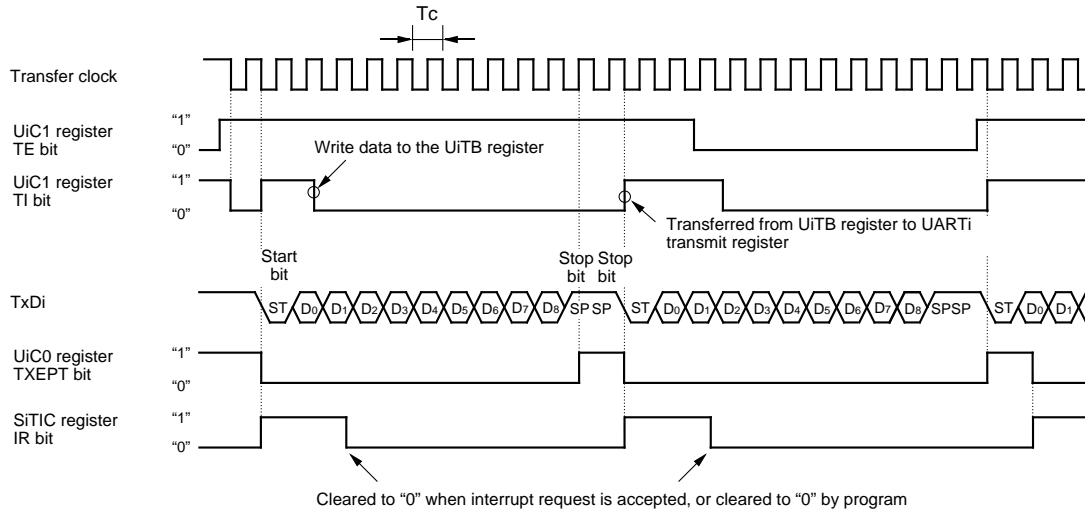 Tc
Transfer clock
UiC1 register
TE bit
“1”
“0”
Write data to the UiTB register
UiC1 register
TI bit
“1”
“0”
Transferred from UiTB register to UARTi
transmit register
Start
bit
Stop Stop
bit bit
TxDi
ST D0 D1 D2 D3 D4 D5 D6 D7 D8 SP SP ST D0 D1 D2 D3 D4 D5 D6 D7 D8 SPSP ST D0 D1
UiC0 register
TXEPT bit
“1”
“0”
SiTIC register
IR bit
“1”
“0”
Cleared to “0” when interrupt request is accepted, or cleared to “0” by program